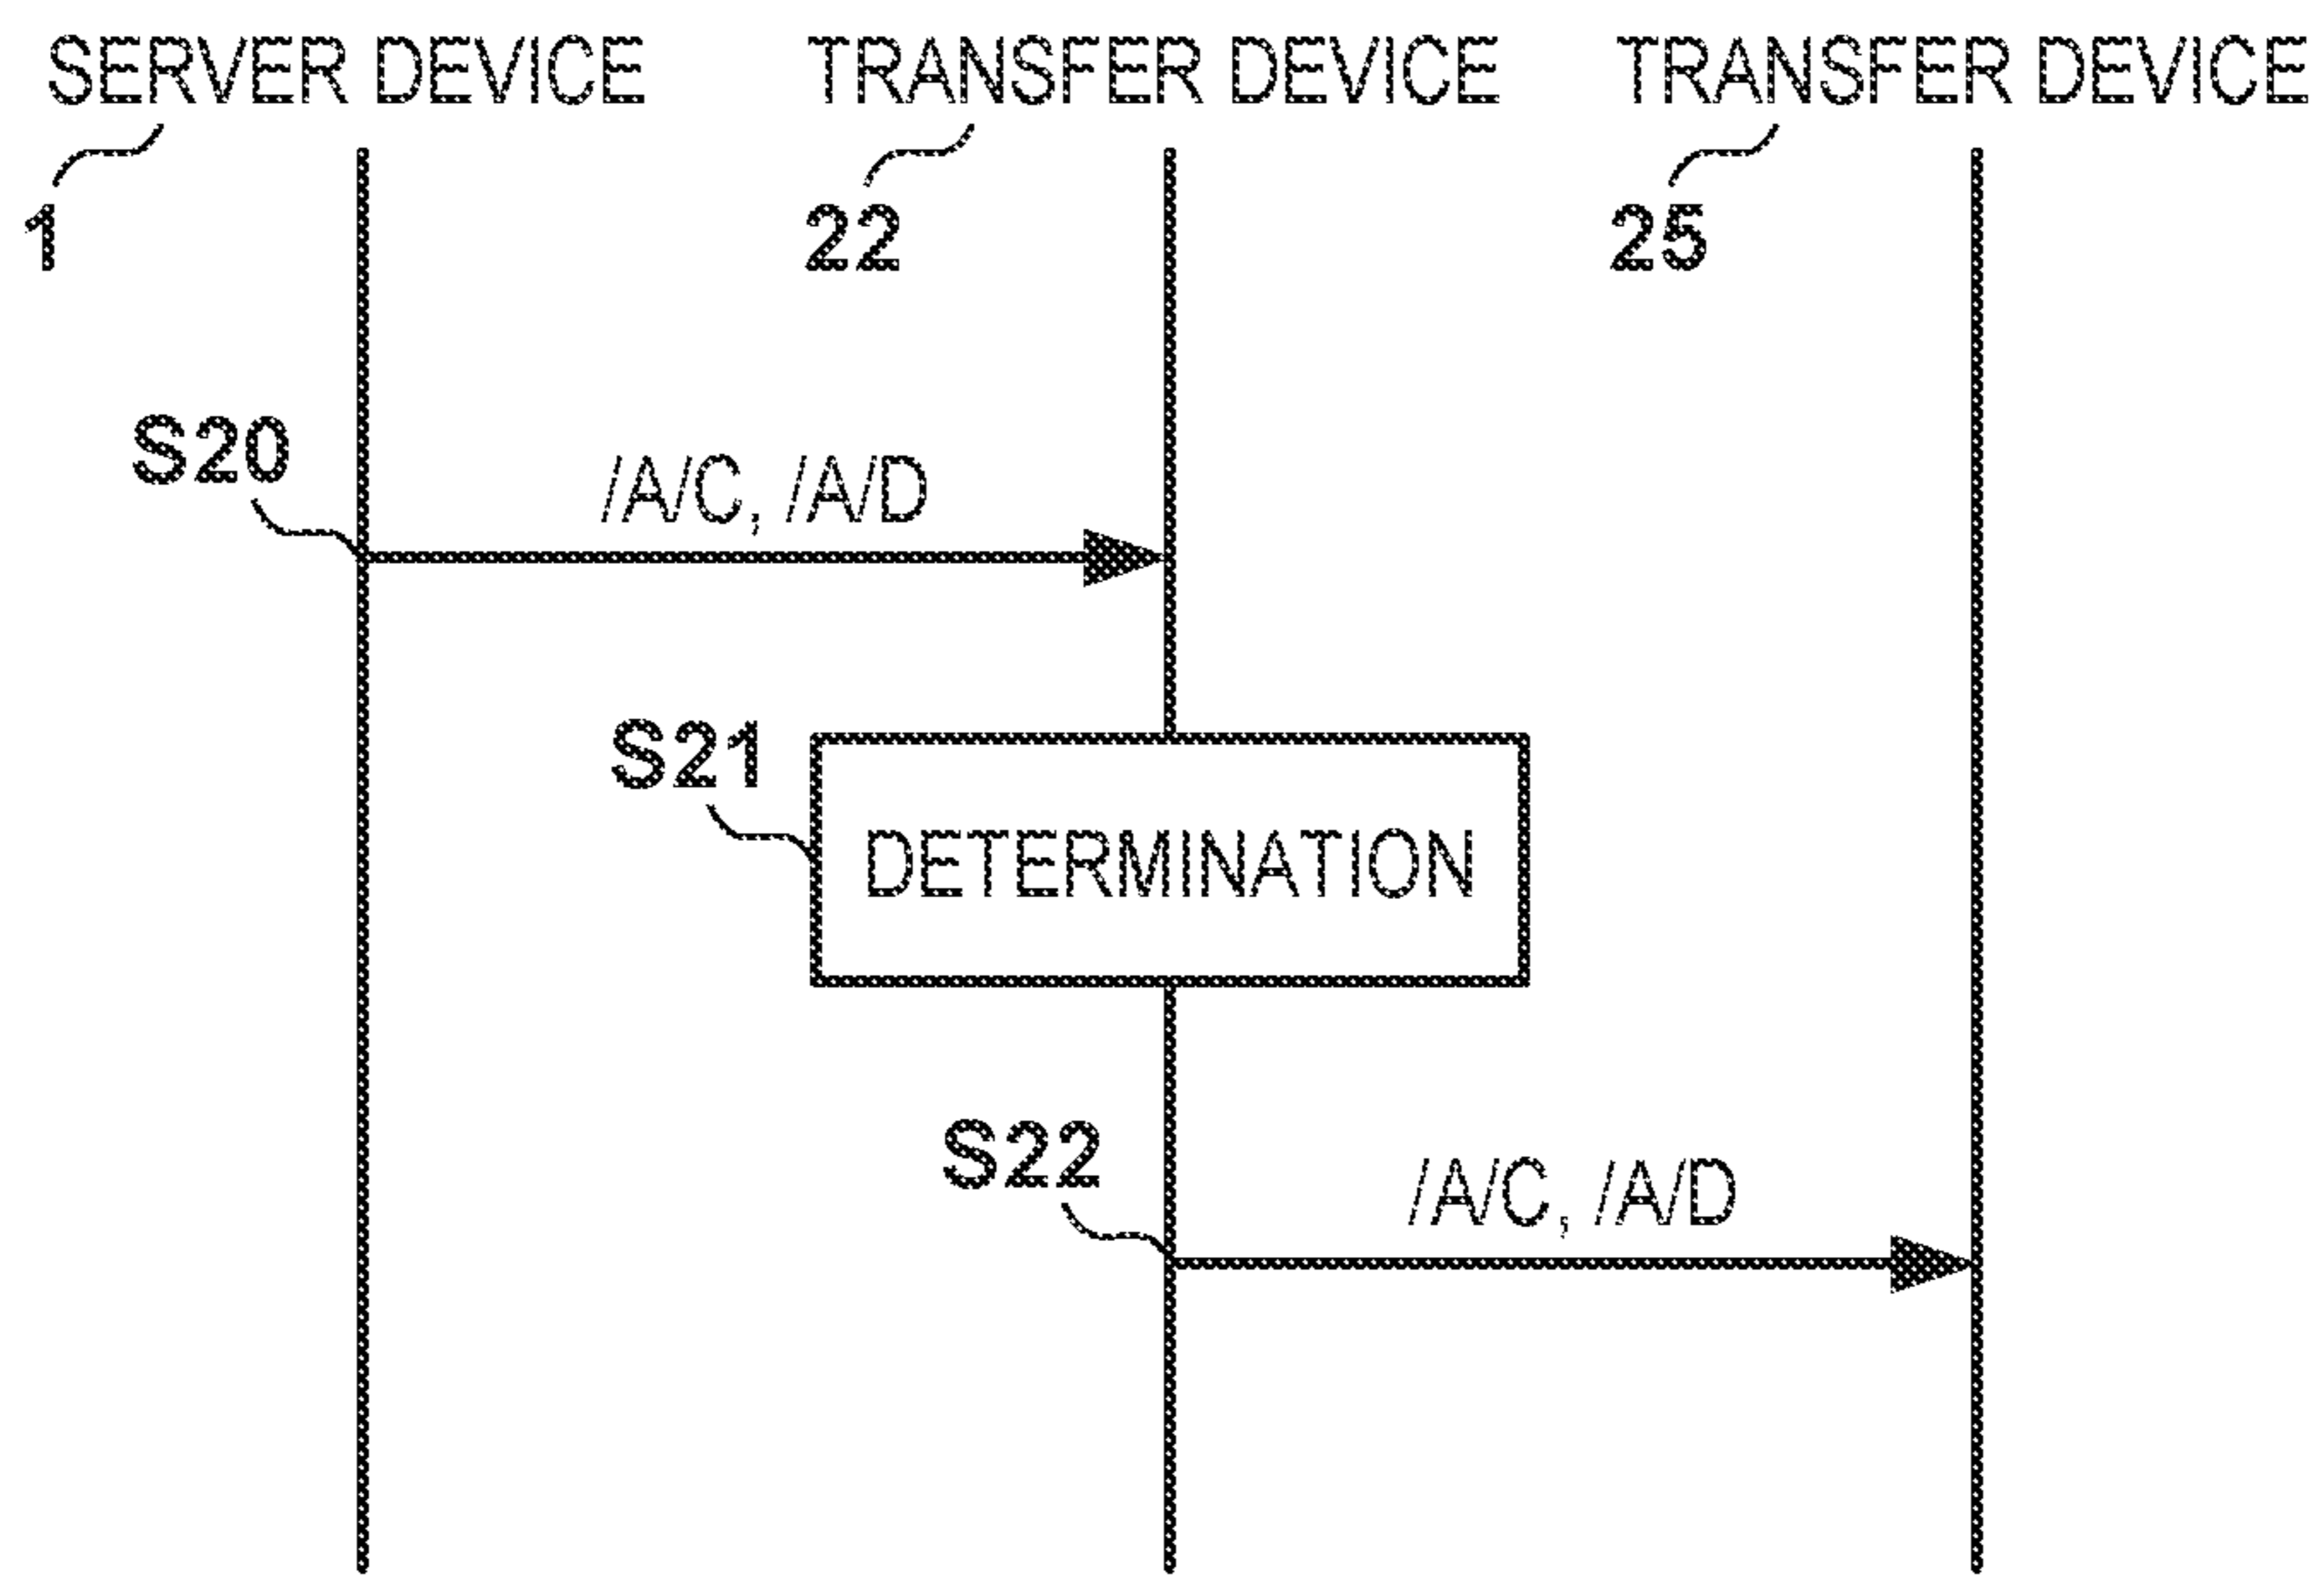 SERVER DEVICE TRANSFER DEVICE TRANSFER DEVICE
1 22 25
S20
/A/C, /A/D
S21
DETERMINATION
S22
/A/C, /A/D